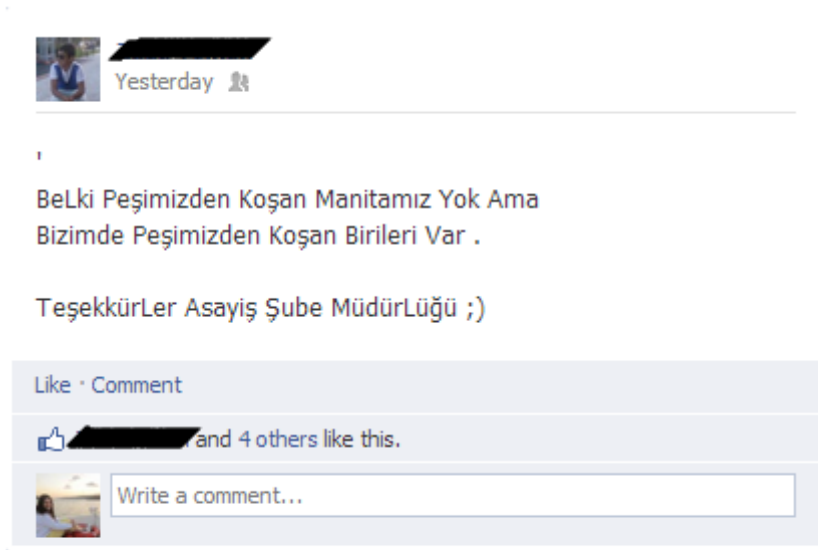 Yesterday
'
BeLki Peşimizden Koşan Manitamız Yok Ama
Bizimde Peşimizden Koşan Birileri Var .
TeşekkürLer Asayiş Şube MüdürLüğü ;)
Like · Comment
and 4 others like this.
Write a comment...